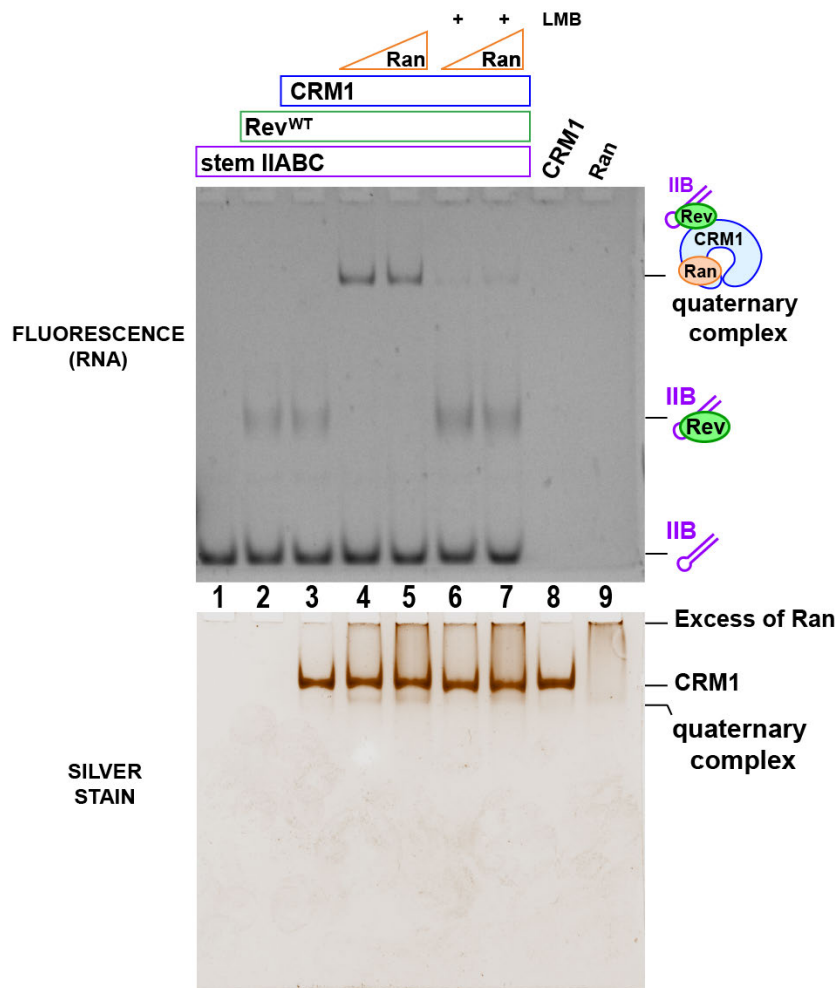 + + LMB
Ran Ran
CRM1
Rev^WT
stem IIABC
CRM1 Ran
IIB
Rev
CRM1
Ran
quaternary
complex
FLUORESCENCE
(RNA)
IIB
Rev
IIB
1 2 3 4 5 6 7 8 9
Excess of Ran
CRM1
quaternary
complex
SILVER
STAIN